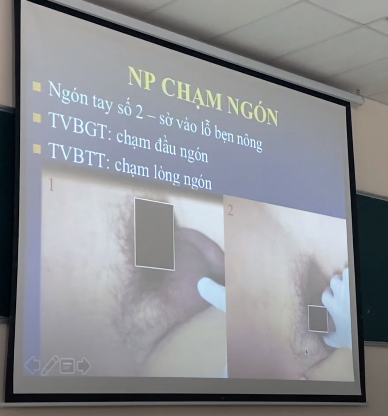 NP CHẠM NGÓN
Ngón tay số 2 – sờ vào lỗ bẹn nông
TVBGT: chạm đầu ngón
TVBTT: chạm lòng ngón
1
2